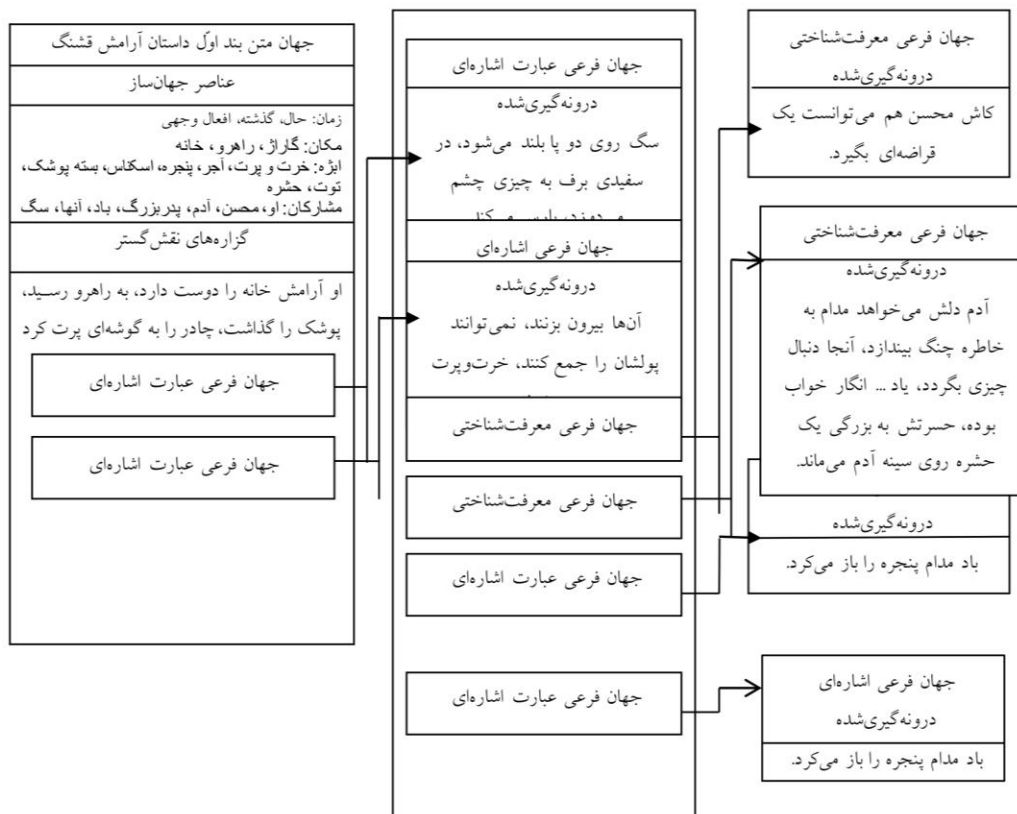 جهان متن بند اوّل داستان آرامش قشنگ
عناصر جهان‌ساز
زمان: حال، گذشته، افعال وجهی
مکان: گاراژ، راهرو، خانه
ابژه: خرت و پرت، آجر، پنجره، اسکناس، بسته پوشک،
توت، حشره
مشارکان: او، محسن، آدم، پدربزرگ، باد، آنها، سگ
گزاره‌های نقش‌گستر
او آرامش خانه را دوست دارد، به راهرو رسـید،
پوشک را گذاشت، چادر را به گوشه‌ای پرت کرد
جهان فرعی عبارت اشاره‌ای
جهان فرعی عبارت اشاره‌ای
جهان فرعی عبارت اشاره‌ای
درونه‌گیری‌شده
سگ روی دو پا بلند می‌شود، در
سفیدی برف به چیزی چشم
جهان فرعی اشاره‌ای
درونه‌گیری‌شده
آن‌ها بیرون بزنند، نمی‌توانند
پولشان را جمع کنند، خرت‌وپرت
جهان فرعی معرفت‌شناختی
جهان فرعی معرفت‌شناختی
جهان فرعی عبارت اشاره‌ای
جهان فرعی عبارت اشاره‌ای
جهان فرعی معرفت‌شناختی
درونه‌گیری‌شده
کاش محسن هم می‌توانست یک
قراضه‌ای بگیرد.
جهان فرعی معرفت‌شناختی
درونه‌گیری‌شده
آدم دلش می‌خواهد مدام به
خاطره چنگ بیندازد، آنجا دنبال
چیزی بگردد، یاد ... انگار خواب
بوده، حسرتش به بزرگی یک
حشره روی سینه آدم می‌ماند.
درونه‌گیری‌شده
باد مدام پنجره را باز می‌کرد.
جهان فرعی اشاره‌ای
درونه‌گیری‌شده
باد مدام پنجره را باز می‌کرد.